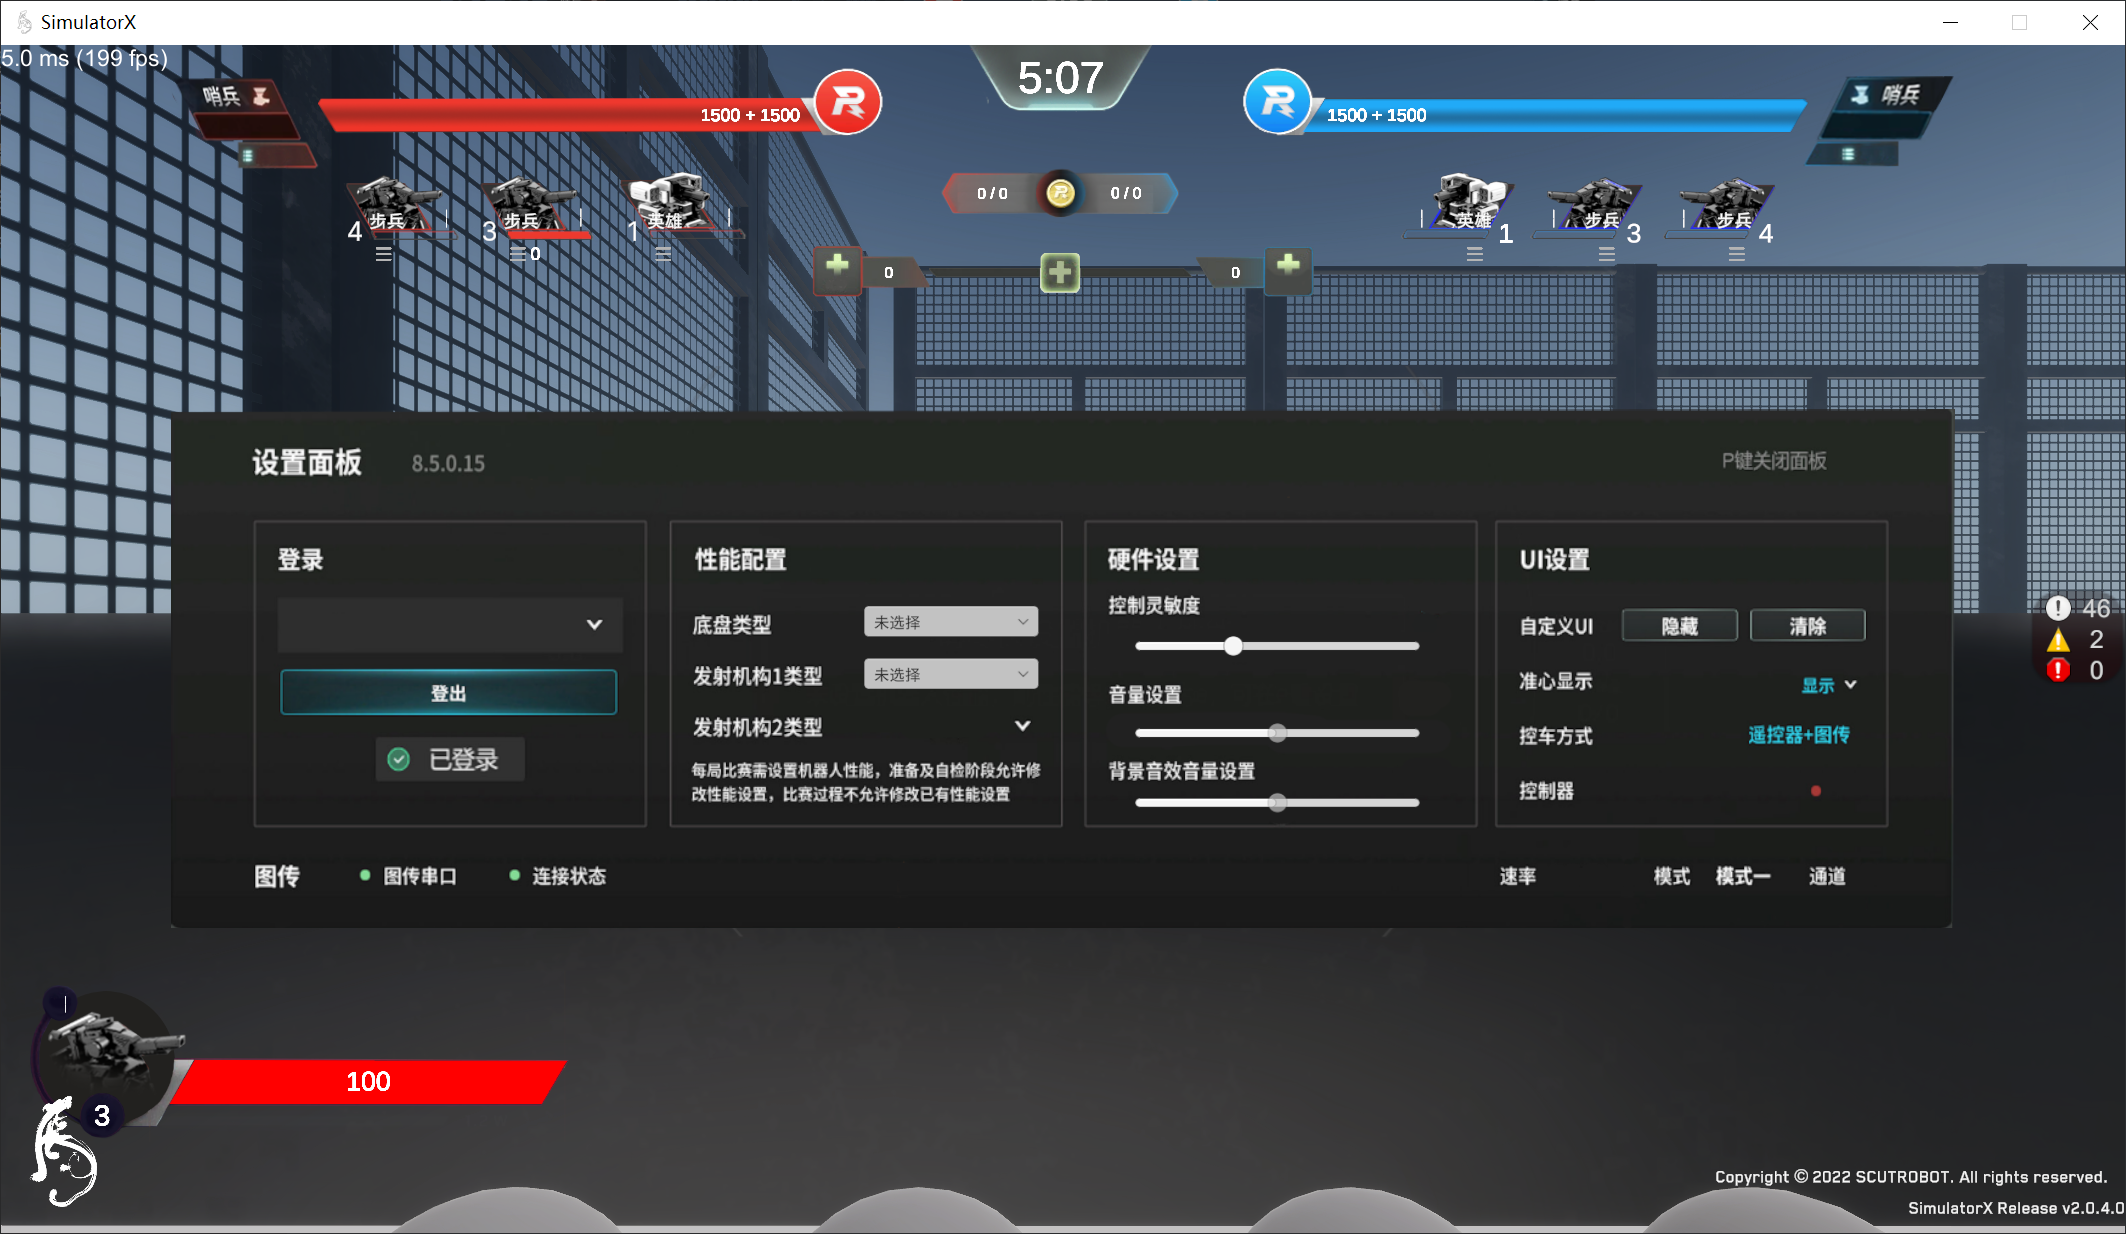 SimulatorX
5.0 ms (199 fps)
哨兵
1500 + 1500
5:07
1500 + 1500
哨兵
4 步兵
3 步兵
0
1 英雄
0 / 0
0 / 0
英雄 1
步兵 3
步兵 4
0
0
设置面板 8.5.0.15
P键关闭面板
登录
登出
已登录
性能配置
底盘类型 未选择
发射机构1类型 未选择
发射机构2类型
每局比赛需设置机器人性能，准备及自检阶段允许修
改性能设置，比赛过程不允许修改已有性能设置
硬件设置
控制灵敏度
音量设置
背景音效音量设置
UI设置
自定义UI 隐藏 清除
准心显示 显示
控车方式 遥控器+图传
控制器
46
2
0
图传 图传串口 连接状态
速率 模式 模式一 通道
100
3
Copyright © 2022 SCUTROBOT. All rights reserved.
SimulatorX Release v2.0.4.0